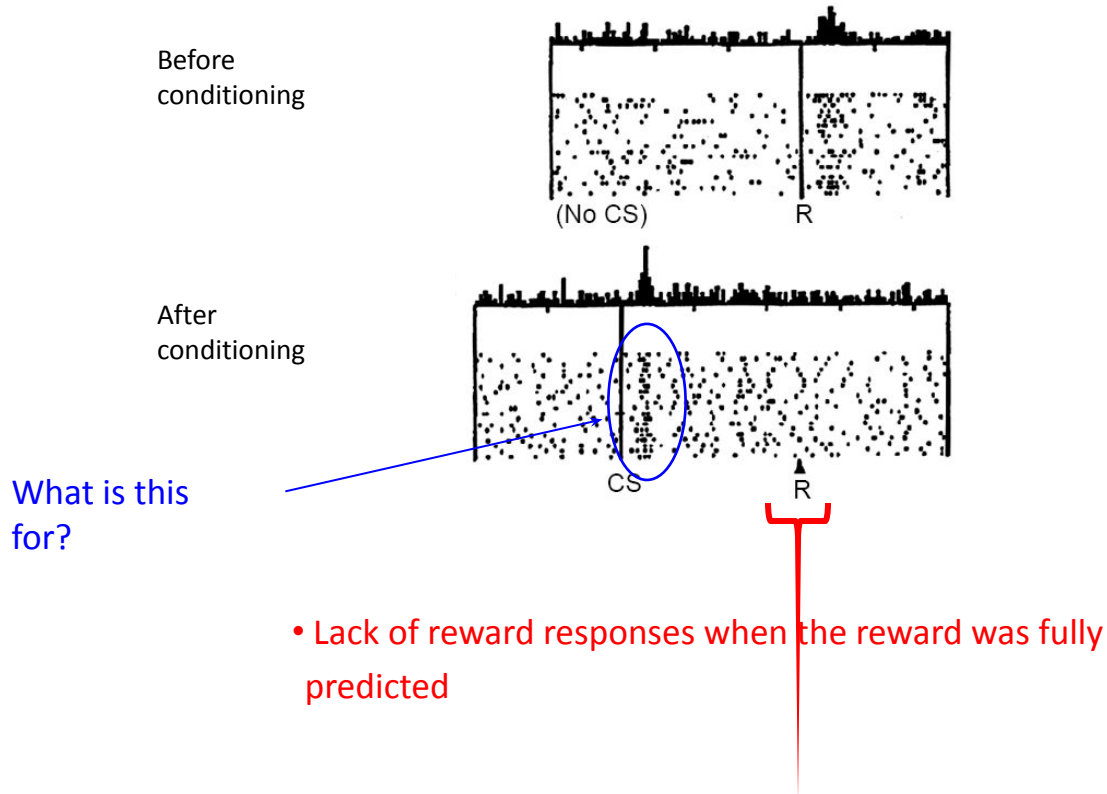 Before
conditioning
(No CS)
R
After
conditioning
CS
R
What is this
for?
• Lack of reward responses when the reward was fully
predicted